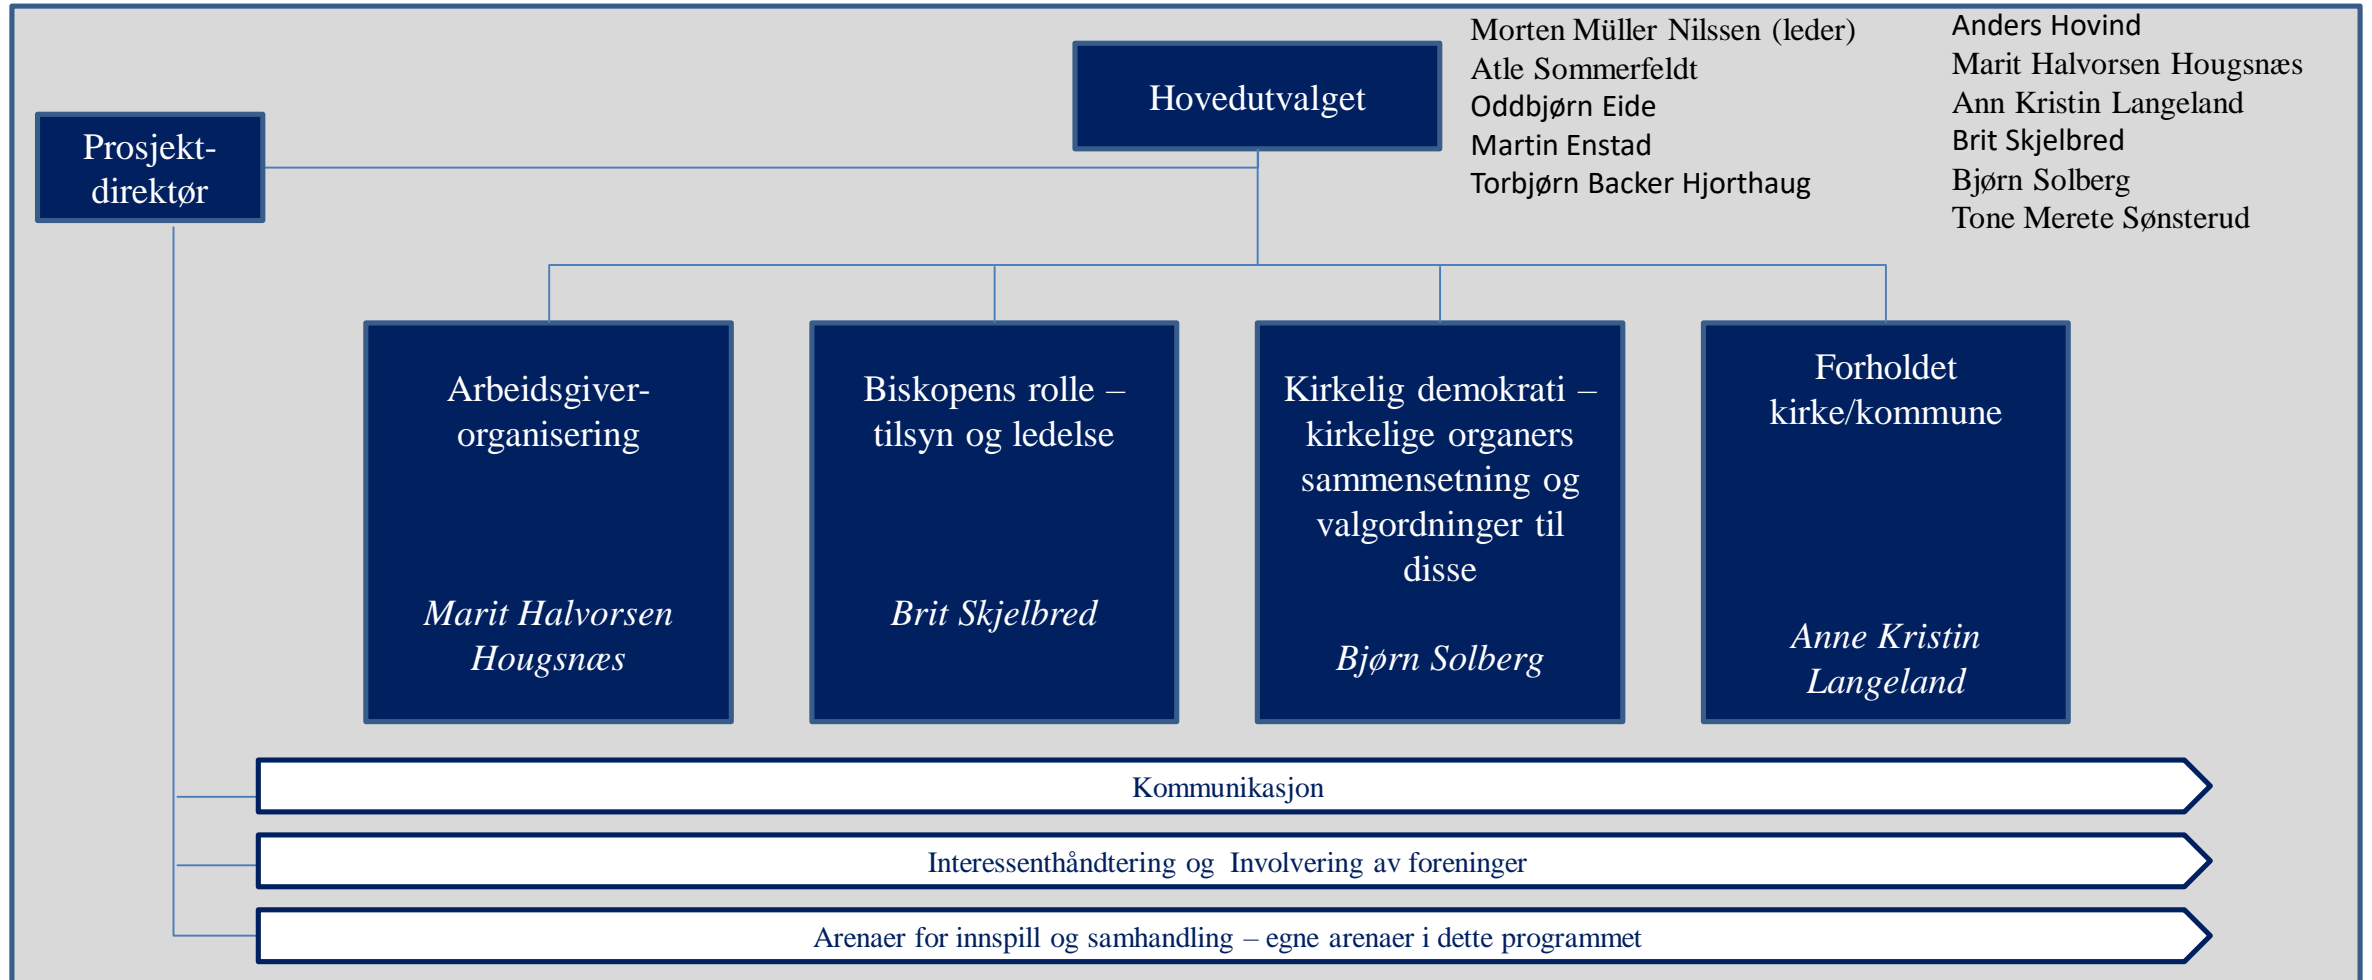 Morten Müller Nilssen (leder)
Atle Sommerfeldt
Oddbjørn Eide
Martin Enstad
Torbjørn Backer Hjorthaug
Anders Hovind
Marit Halvorsen Hougsnæs
Ann Kristin Langeland
Brit Skjelbred
Bjørn Solberg
Tone Merete Sønsterud
Hovedutvalget
Prosjekt-
direktør
Arbeidsgiver-
organisering
Marit Halvorsen
Hougsnæs
Biskopens rolle –
tilsyn og ledelse
Brit Skjelbred
Kirkelig demokrati –
kirkelige organers
sammensetning og
valgordninger til
disse
Bjørn Solberg
Forholdet
kirke/kommune
Anne Kristin
Langeland
Kommunikasjon
Interessenthåndtering og  Involvering av foreninger
Arenaer for innspill og samhandling – egne arenaer i dette programmet